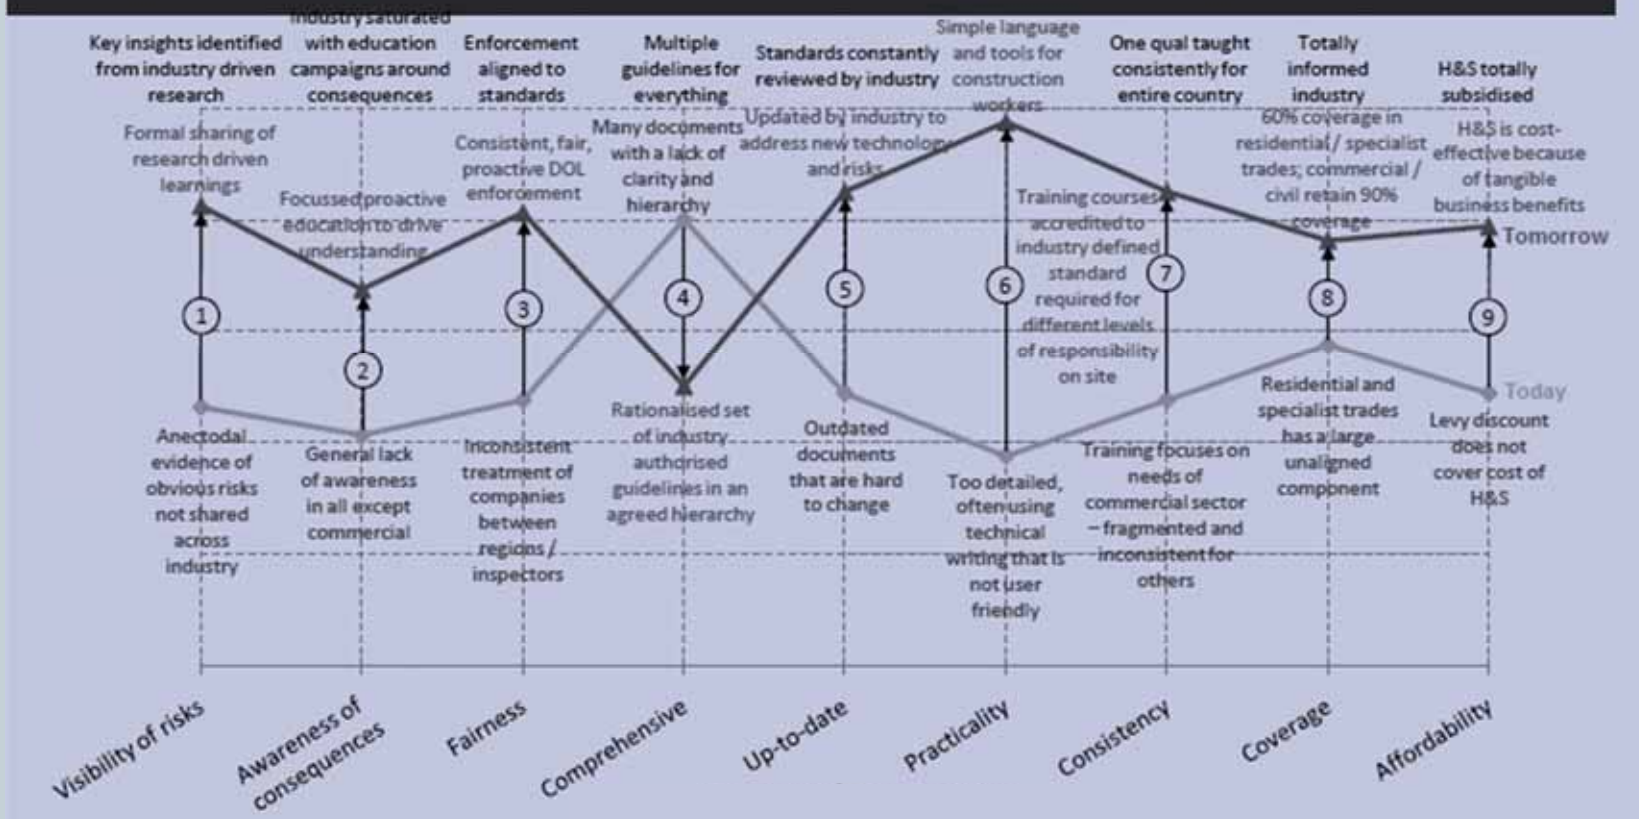 Key insights identified
from industry driven
research
Industry saturated
with education
campaigns around
consequences
Enforcement
aligned to
standards
Multiple
guidelines for
everything
Standards constantly
reviewed by industry
Simple language
and tools for
construction
workers
One qual taught
consistently for
entire country
Totally
informed
industry
H&S totally
subsidised
Formal sharing of
research driven
learnings
Focussed proactive
education to drive
understanding
Consistent, fair,
proactive DOL
enforcement
Many documents
with a lack of
clarity and
hierarchy
Updated by industry to
address new technology
and risks
Training courses
accredited to
industry defined
standard
required for
different levels
of responsibility
on site
60% coverage in
residential / specialist
trades; commercial /
civil retain 90%
coverage
H&S is cost-
effective because
of tangible
business benefits
Tomorrow
1
2
3
4
5
6
7
8
9
Today
Anectodal
evidence of
obvious risks
not shared
across
industry
General lack
of awareness
in all except
commercial
Inconsistent
treatment of
companies
between
regions /
inspectors
Rationalised set
of industry
authorised
guidelines in an
agreed hierarchy
Outdated
documents
that are hard
to change
Too detailed,
often using
technical
writing that is
not user
friendly
Training focuses on
needs of
commercial sector
– fragmented and
inconsistent for
others
Residential and
specialist trades
has a large
unaligned
component
Levy discount
does not
cover cost of
H&S
Visibility of risks
Awareness of
consequences
Fairness
Comprehensive
Up-to-date
Practicality
Consistency
Coverage
Affordability